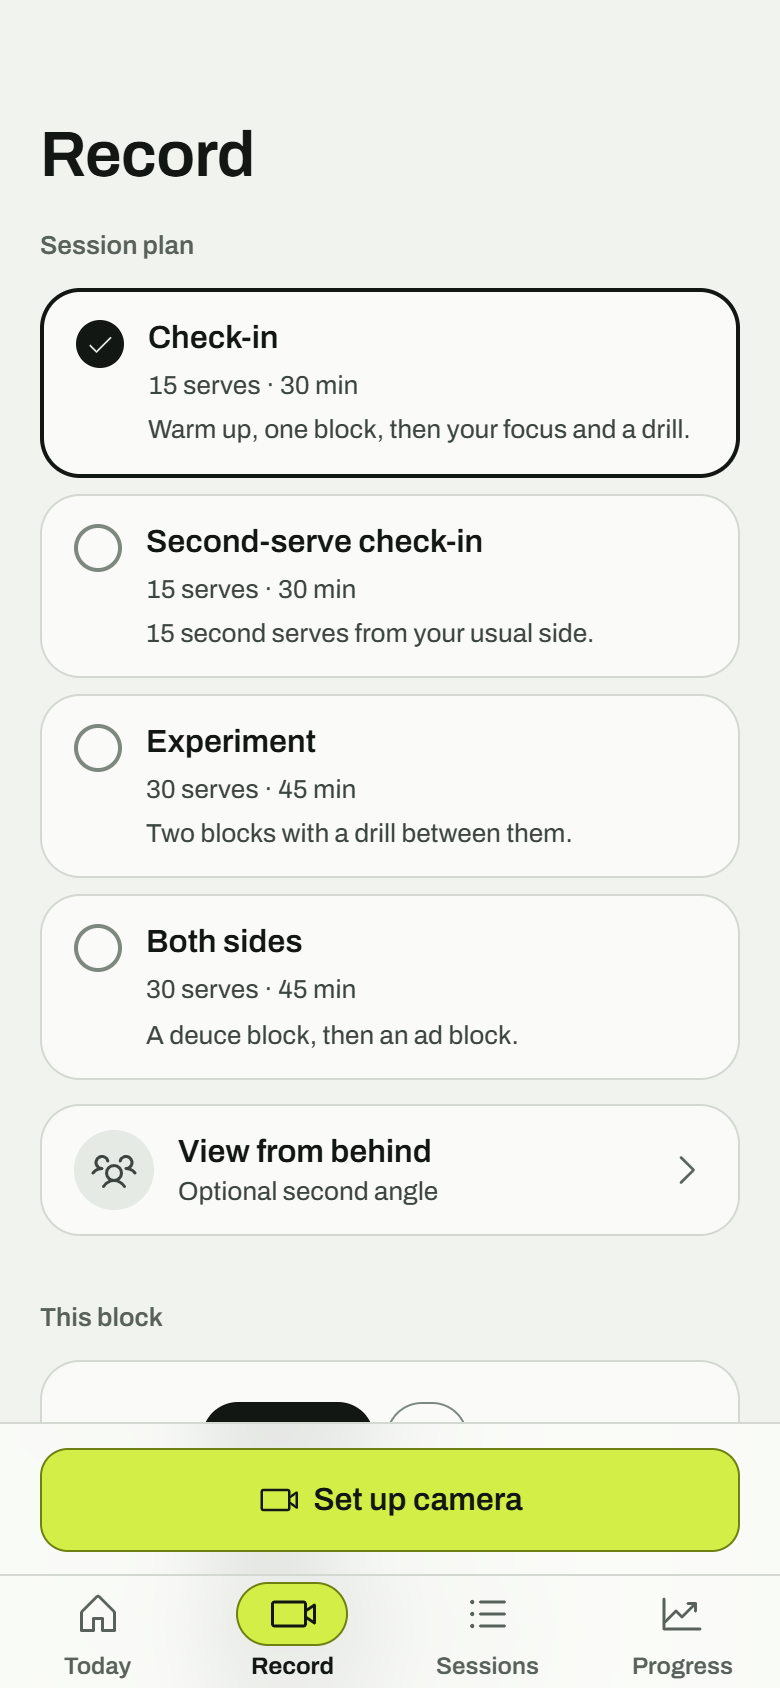 Record
Session plan
Check-in
15 serves · 30 min
Warm up, one block, then your focus and a drill.
Second-serve check-in
15 serves · 30 min
15 second serves from your usual side.
Experiment
30 serves · 45 min
Two blocks with a drill between them.
Both sides
30 serves · 45 min
A deuce block, then an ad block.
View from behind
Optional second angle
This block
Set up camera
Today
Record
Sessions
Progress